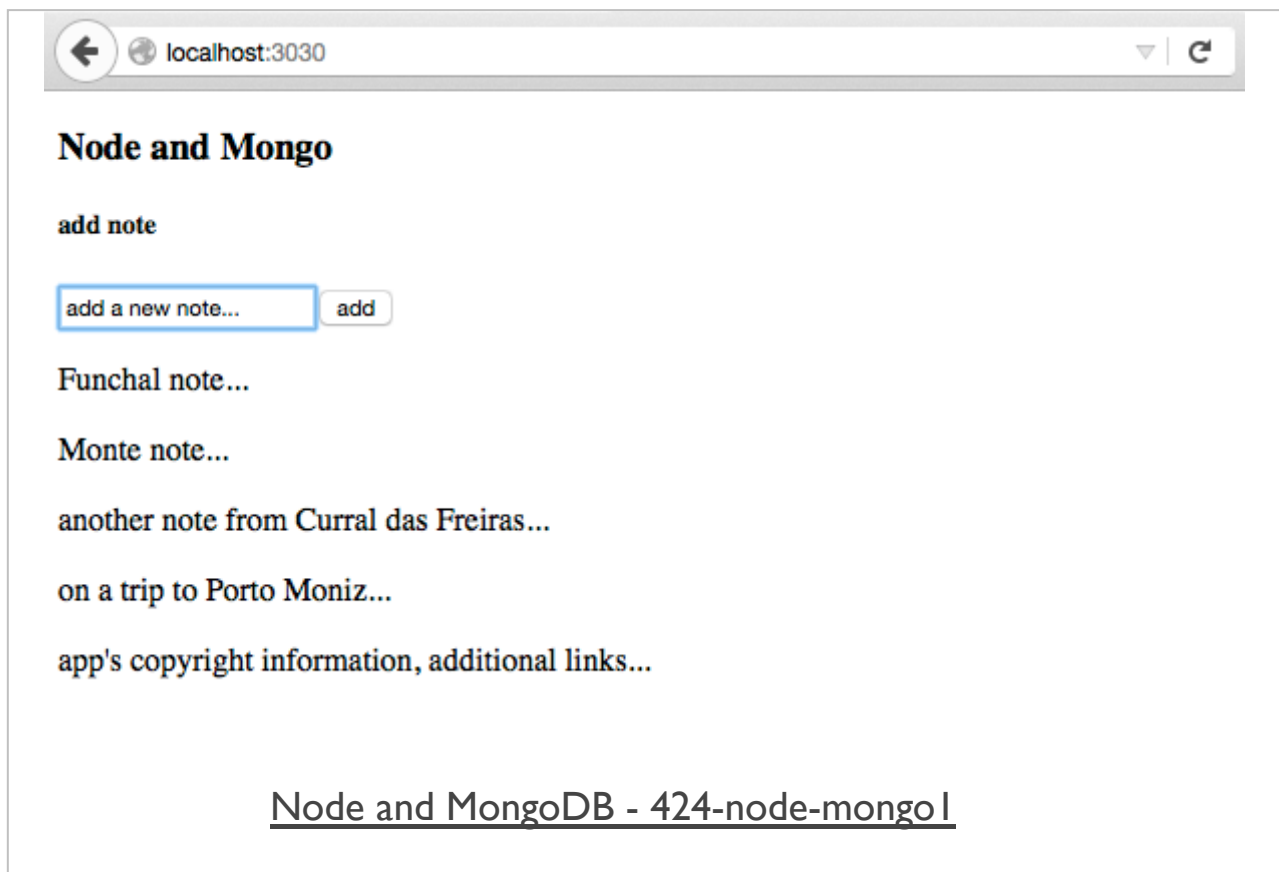 localhost:3030
Node and Mongo
add note
add a new note...
add
Funchal note...
Monte note...
another note from Curral das Freiras...
on a trip to Porto Moniz...
app's copyright information, additional links...
Node and MongoDB - 424-node-mongo1